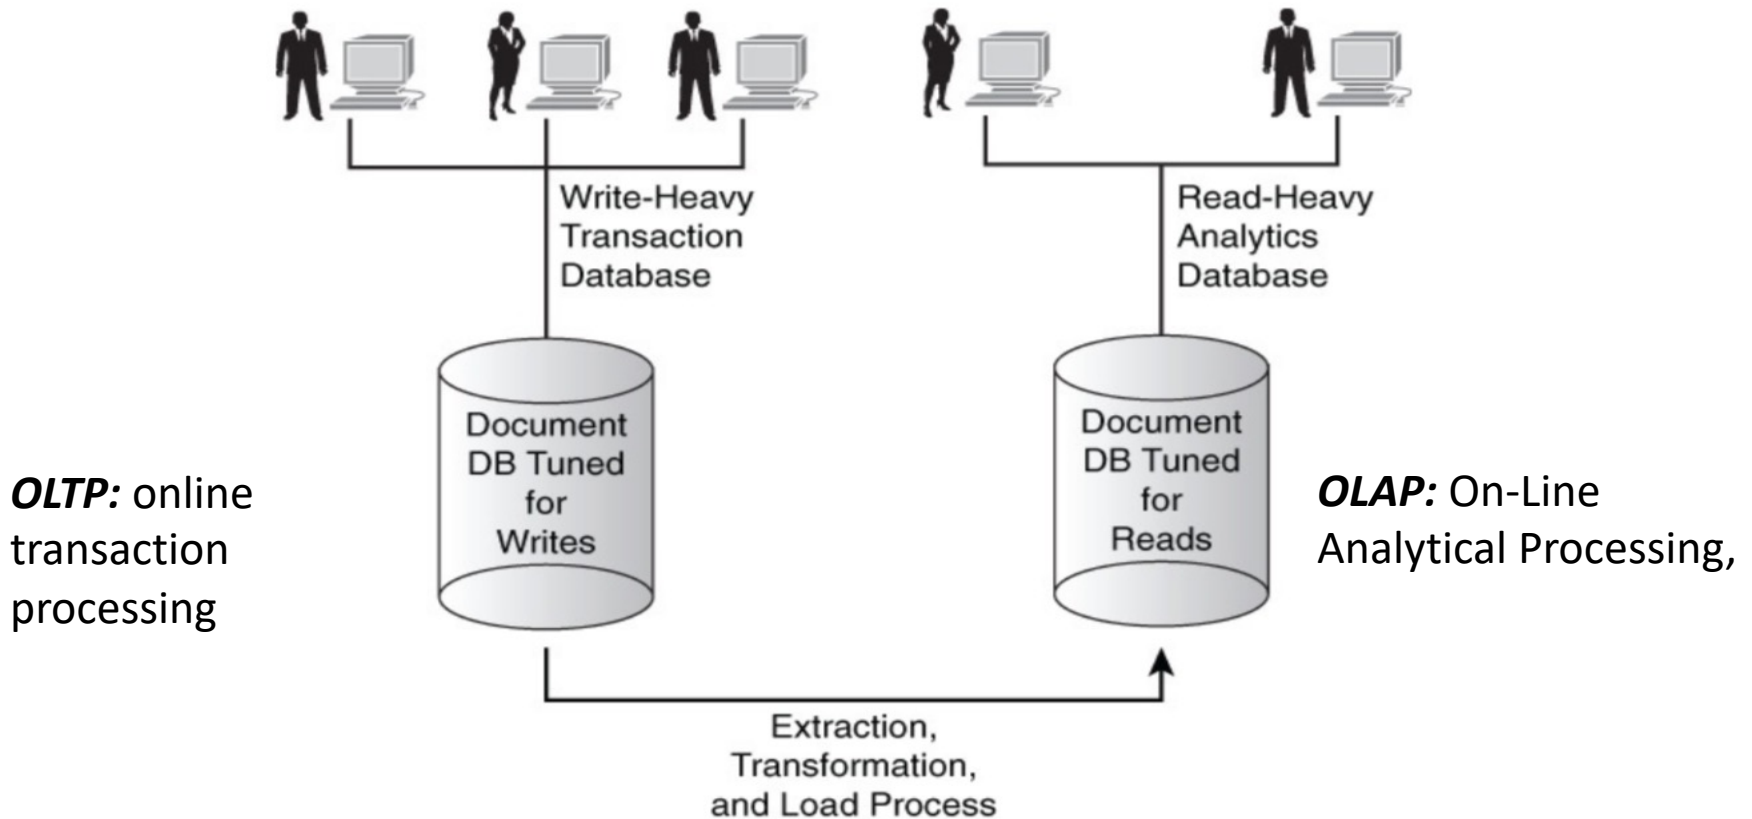 Write-Heavy
Transaction
Database
Read-Heavy
Analytics
Database
Document
DB Tuned
for
Writes
Document
DB Tuned
for
Reads
OLTP: online
transaction
processing
OLAP: On-Line
Analytical Processing,
Extraction,
Transformation,
and Load Process